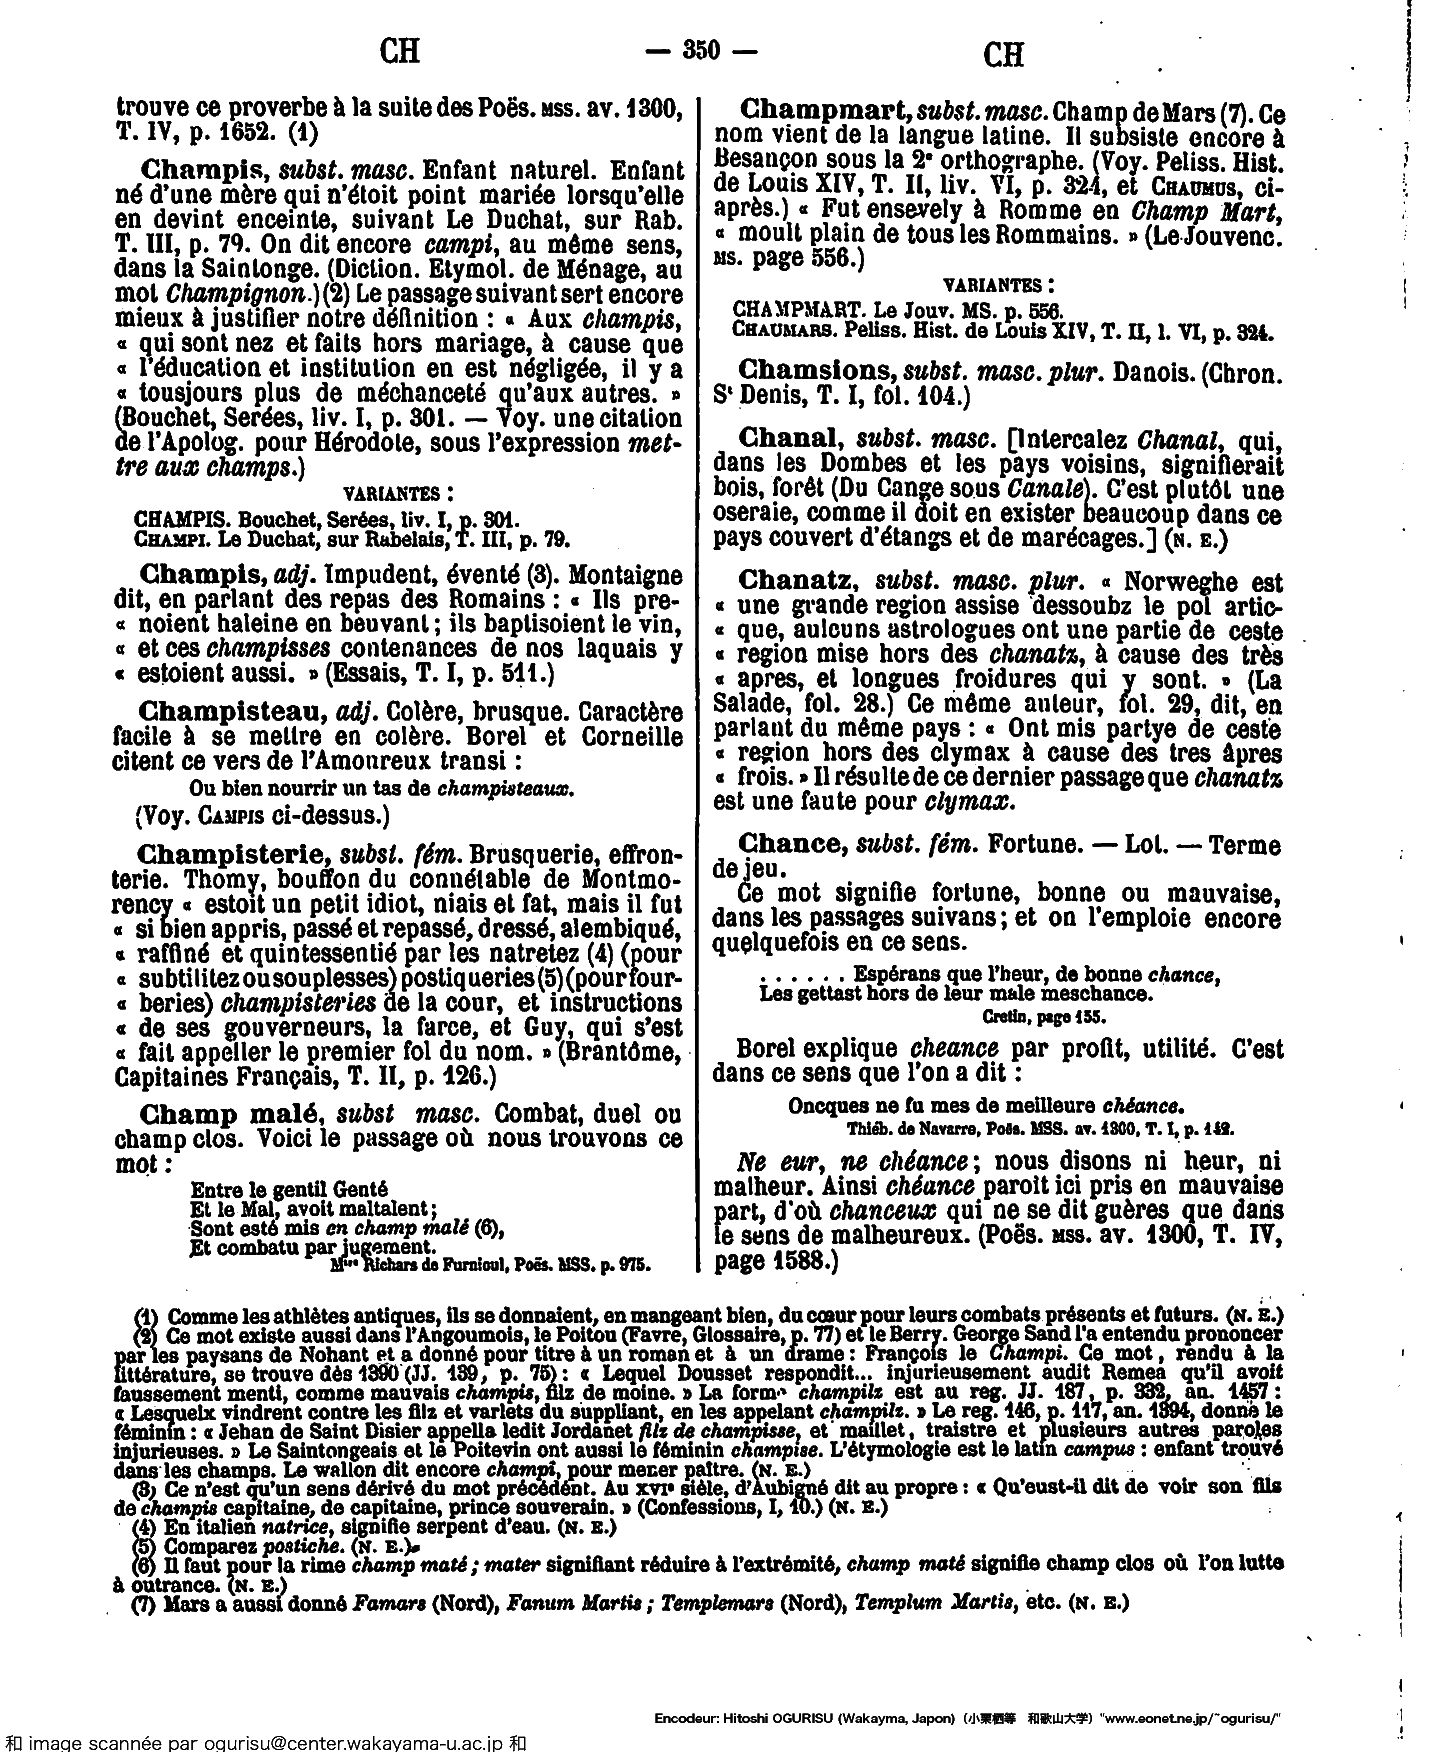 CH
— 350 —
CH
trouve ce proverbe à la suite des Poës. MSS. av. 1300,
T. IV, p. 1652. (1)
Champis, subst. masc. Enfant naturel. Enfant
né d'une mère qui n'étoit point mariée lorsqu'elle
en devint enceinte, suivant Le Duchat, sur Rab.
T. III, p. 79. On dit encore campi, au même sens,
dans la Saintonge. (Diction. Etymol. de Ménage, au
mot Champignon.) (2) Le passage suivant sert encore
mieux à justifier notre définition : « Aux champis,
« qui sont nez et faits hors mariage, à cause que
« l'éducation et institution en est négligée, il y a
« tousjours plus de méchanceté qu'aux autres. »
(Bouchet, Serées, liv. I, p. 301. — Voy. une citation
de l'Apolog. pour Hérodote, sous l'expression met-
tre aux champs.)
VARIANTES :
CHAMPIS. Bouchet, Serées, liv. I, p. 301.
CHAMPI. Le Duchat, sur Rabelais, T. III, p. 79.
Champis, adj. Impudent, éventé (3). Montaigne
dit, en parlant des repas des Romains : « Ils pre-
« noient haleine en beuvant ; ils baptisoient le vin,
« et ces champisses contenances de nos laquais y
« estoient aussi. » (Essais, T. I, p. 511.)
Champisteau, adj. Colère, brusque. Caractère
facile à se mettre en colère. Borel et Corneille
citent ce vers de l'Amoureux transi :
Ou bien nourrir un tas de champisteaux.
(Voy. CAMPIS ci-dessus.)
Champisterie, subst. fém. Brusquerie, effron-
terie. Thomy, bouffon du connétable de Montmo-
rency « estoit un petit idiot, niais et fat, mais il fut
« si bien appris, passé et repassé, dressé, alembiqué,
« raffiné et quintessentié par les natretez (4) (pour
« subtilitez ou souplesses) postiqueries (5) (pour four-
« beries) champisteries de la cour, et instructions
« de ses gouverneurs, la farce, et Guy, qui s'est
« fait appeller le premier fol du nom. » (Brantôme,
Capitaines Français, T. II, p. 126.)
Champ malé, subst masc. Combat, duel ou
champ clos. Voici le passage où nous trouvons ce
mot :
Entre le gentil Genté
Et le Mal, avoit maltalent ;
Sont esté mis en champ malé (6),
Et combatu par jugement.
Mme Richars de Furnioul, Poës. MSS. p. 975.
Champmart, subst. masc. Champ de Mars (7). Ce
nom vient de la langue latine. Il subsiste encore à
Besançon sous la 2e orthographe. (Voy. Peliss. Hist.
de Louis XIV, T. II, liv. VI, p. 324, et CHAUMUS, ci-
après.) « Fut ensevely à Romme en Champ Mart,
« moult plain de tous les Rommains. » (Le Jouvenc.
MS. page 556.)
VARIANTES :
CHAMPMART. Le Jouv. MS. p. 556.
CHAUMARS. Peliss. Hist. de Louis XIV, T. II, l. VI, p. 324.
Chamsions, subst. masc. plur. Danois. (Chron.
St Denis, T. I, fol. 104.)
Chanal, subst. masc. [Intercalez Chanal, qui,
dans les Dombes et les pays voisins, signifierait
bois, forêt (Du Cange sous Canale). C'est plutôt une
oseraie, comme il doit en exister beaucoup dans ce
pays couvert d'étangs et de marécages.] (N. E.)
Chanatz, subst. masc. plur. « Norweghe est
« une grande region assise dessoubz le pol artic-
« que, aulcuns astrologues ont une partie de ceste
« region mise hors des chanatz, à cause des très
« apres, et longues froidures qui y sont. » (La
Salade, fol. 28.) Ce même auteur, fol. 29, dit, en
parlant du même pays : « Ont mis partye de ceste
« region hors des clymax à cause des tres âpres
« frois. » Il résulte de ce dernier passage que chanatz
est une faute pour clymax.
Chance, subst. fém. Fortune. — Lot. — Terme
de jeu.
Ce mot signifie fortune, bonne ou mauvaise,
dans les passages suivans ; et on l'emploie encore
quelquefois en ce sens.
. . . . . . Espérans que l'heur, de bonne chance,
Les gettast hors de leur male meschance.
Cretin, page 155.
Borel explique cheance par profit, utilité. C'est
dans ce sens que l'on a dit :
Oncques ne fu mes de meilleure chéance.
Thiéb. de Navarre, Poës. MSS. av. 1300, T. I, p. 142.
Ne eur, ne chéance ; nous disons ni heur, ni
malheur. Ainsi chéance paroit ici pris en mauvaise
part, d'où chanceux qui ne se dit guères que dans
le sens de malheureux. (Poës. MSS. av. 1300, T. IV,
page 1588.)
(1) Comme les athlètes antiques, ils se donnaient, en mangeant bien, du cœur pour leurs combats présents et futurs. (N. E.)
(2) Ce mot existe aussi dans l'Angoumois, le Poitou (Favre, Glossaire, p. 77) et le Berry. George Sand l'a entendu prononcer
par les paysans de Nohant et a donné pour titre à un roman et à un drame : François le Champi. Ce mot, rendu à la
littérature, se trouve dès 1390 (JJ. 139, p. 75) : « Lequel Dousset respondit... injurieusement audit Remea qu'il avoit
faussement menti, comme mauvais champis, filz de moine. » La forme champilz est au reg. JJ. 187, p. 332, an. 1457 :
« Lesquelx vindrent contre les filz et varlets du suppliant, en les appelant champilz. » Le reg. 146, p. 117, an. 1394, donne le
féminin : « Jehan de Saint Disier appella ledit Jordanet filz de champisse, et maillet, traistre et plusieurs autres paroles
injurieuses. » Le Saintongeais et le Poitevin ont aussi le féminin champise. L'étymologie est le latin campus : enfant trouvé
dans les champs. Le wallon dit encore champî, pour mener paître. (N. E.)
(3) Ce n'est qu'un sens dérivé du mot précédent. Au XVIe sièle, d'Aubigné dit au propre : « Qu'eust-il dit de voir son fils
de champis capitaine, de capitaine, prince souverain. » (Confessions, I, 10.) (N. E.)
(4) En italien natrice, signifie serpent d'eau. (N. E.)
(5) Comparez postiche. (N. E.)
(6) Il faut pour la rime champ maté ; mater signifiant réduire à l'extrémité, champ maté signifie champ clos où l'on lutte
à outrance. (N. E.)
(7) Mars a aussi donné Famars (Nord), Fanum Martis ; Templemars (Nord), Templum Martis, etc. (N. E.)
Encodeur: Hitoshi OGURISU (Wakayma, Japon) (小栗栖等 和歌山大学) "www.eonet.ne.jp/~ogurisu/"
和 image scannée par ogurisu@center.wakayama-u.ac.jp 和